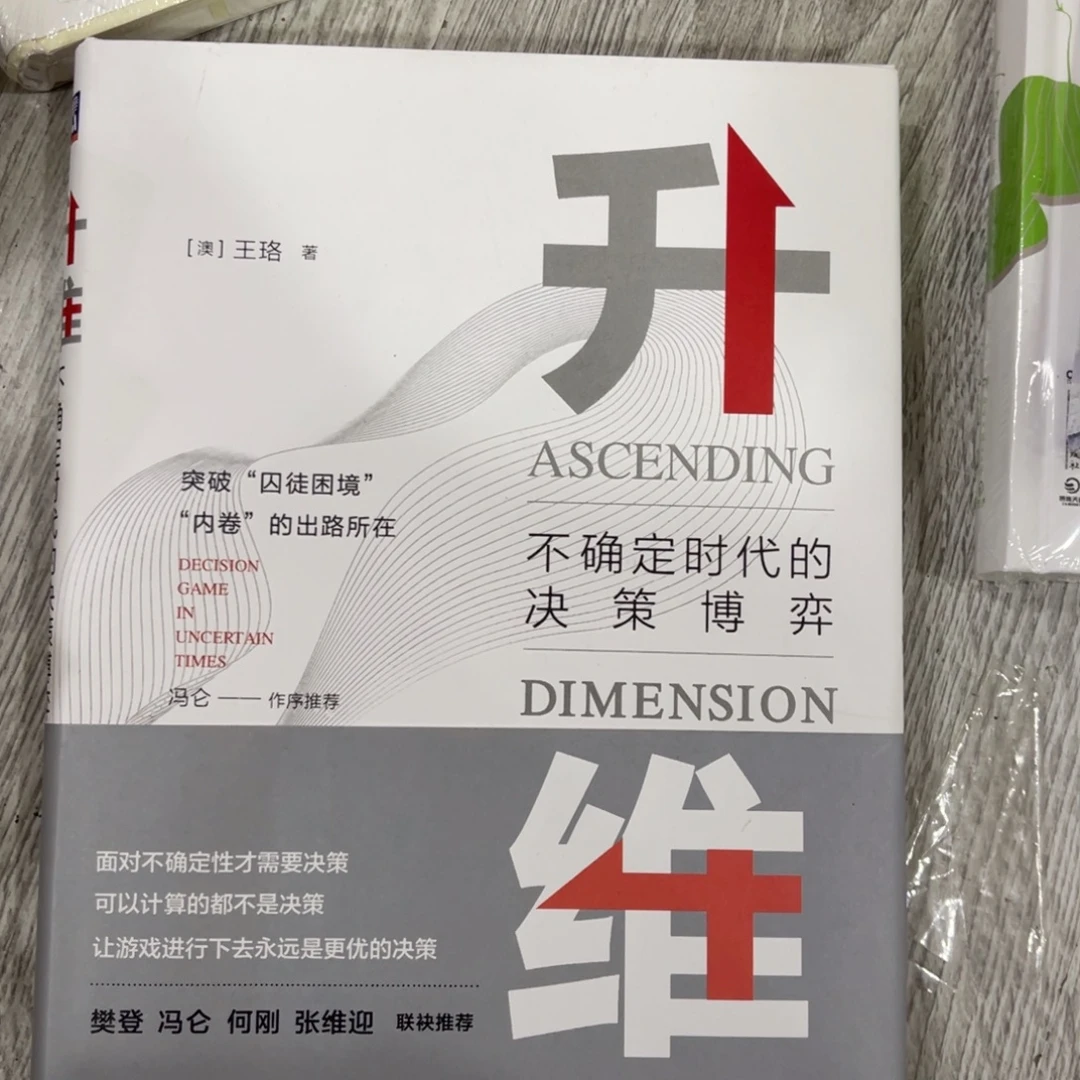 升
[澳] 王珞 著
ASCENDING
突破“囚徒困境”
“内卷”的出路所在
不确定时代的
决策博弈
DECISION
GAME
IN
UNCERTAIN
TIMES
冯仑——作序推荐
DIMENSION
维
面对不确定性才需要决策
可以计算的都不是决策
让游戏进行下去永远是更优的决策
樊登 冯仑 何刚 张维迎 联袂推荐
升维